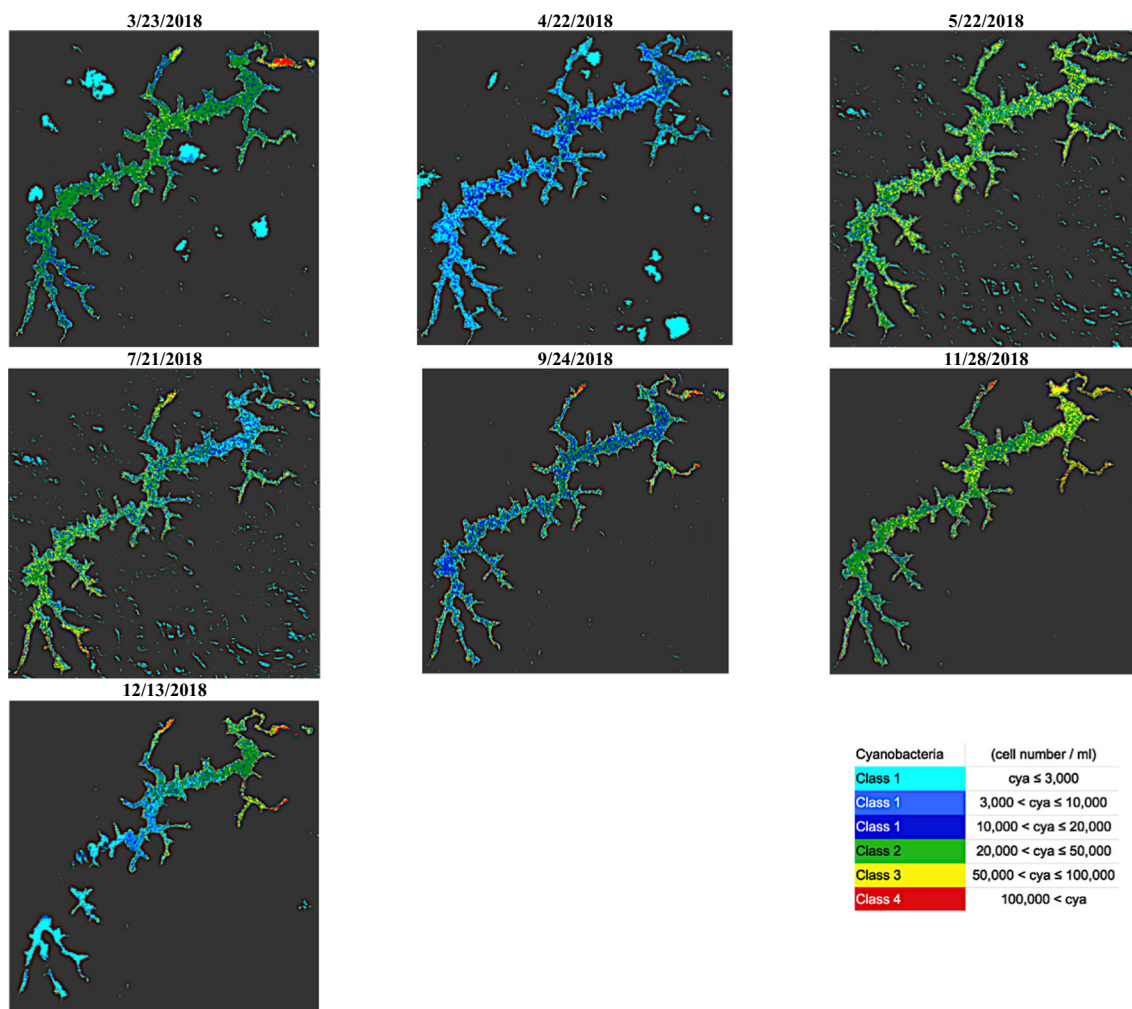 3/23/2018
4/22/2018
5/22/2018
7/21/2018
9/24/2018
11/28/2018
12/13/2018
Cyanobacteria (cell number / ml)
Class 1 cya ≤ 3,000
Class 1 3,000 < cya ≤ 10,000
Class 1 10,000 < cya ≤ 20,000
Class 2 20,000 < cya ≤ 50,000
Class 3 50,000 < cya ≤ 100,000
Class 4 100,000 < cya